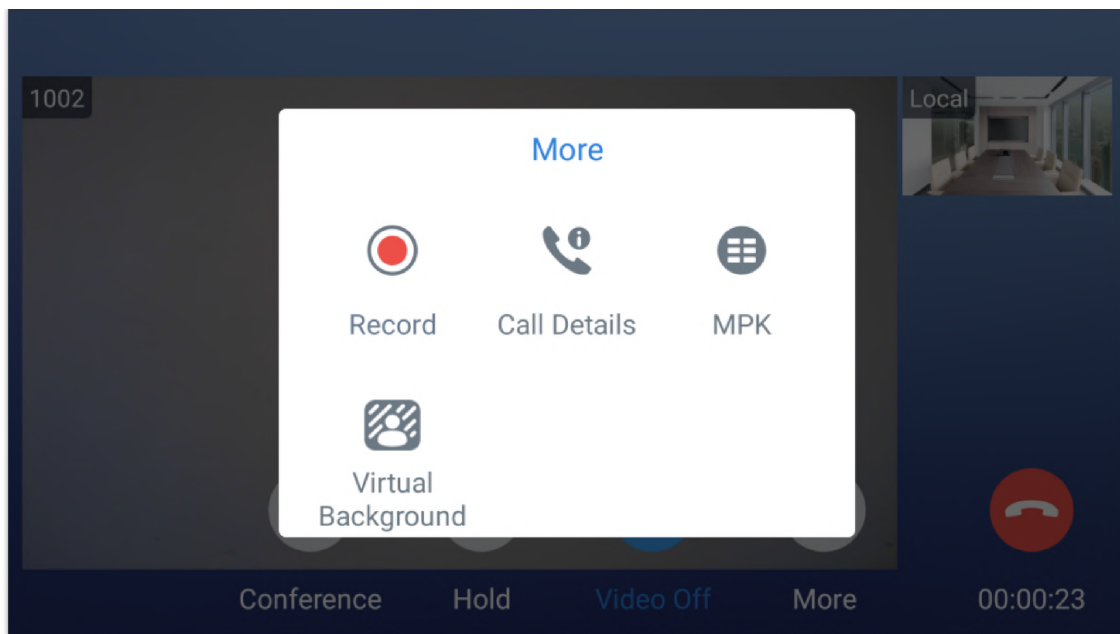 1002
Local
More
Record
Call Details
MPK
Virtual
Background
Conference
Hold
Video Off
More
00:00:23